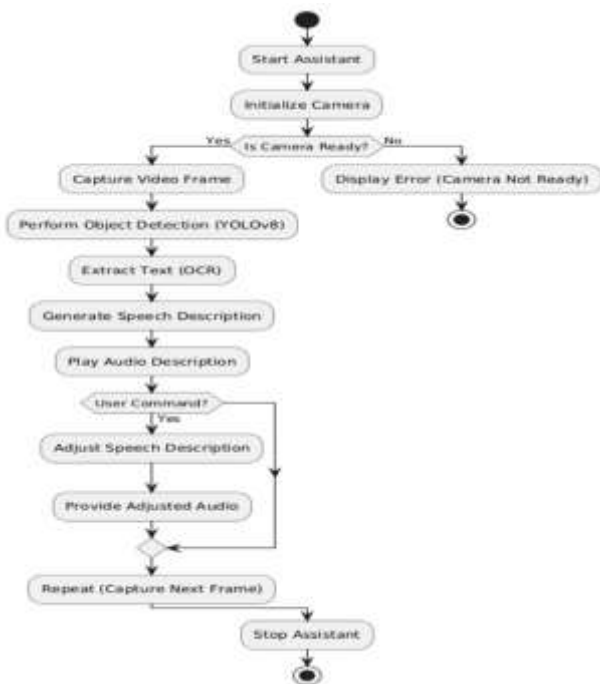 Start Assistant
Initialize Camera
Yes
Is Camera Ready?
No
Capture Video Frame
Display Error (Camera Not Ready)
Perform Object Detection (YOLOv8)
Extract Text (OCR)
Generate Speech Description
Play Audio Description
User Command?
Yes
Adjust Speech Description
Provide Adjusted Audio
Repeat (Capture Next Frame)
Stop Assistant